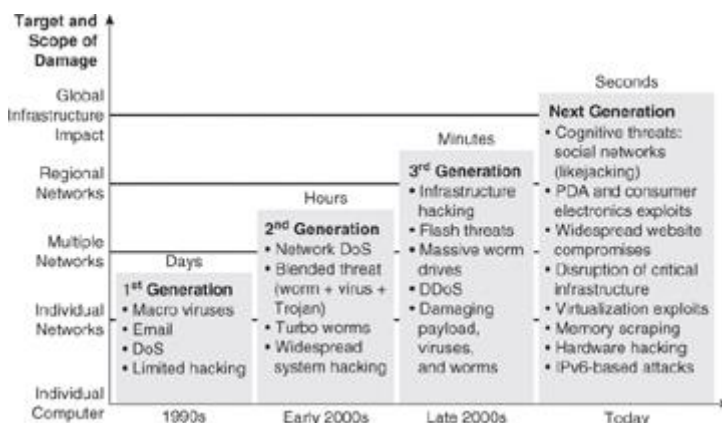 Target and
Scope of
Damage
Global
Infrastructure
Impact
Regional
Networks
Multiple
Networks
Individual
Networks
Individual
Computer
Days
1st Generation
• Macro viruses
• Email
• DoS
• Limited hacking
1990s
Hours
2nd Generation
• Network DoS
• Blended threat
(worm + virus +
Trojan)
• Turbo worms
• Widespread
system hacking
Early 2000s
Minutes
3rd Generation
• Infrastructure
hacking
• Flash threats
• Massive worm
drives
• DDoS
• Damaging
payload,
viruses,
and worms
Late 2000s
Seconds
Next Generation
• Cognitive threats:
social networks
(likejacking)
• PDA and consumer
electronics exploits
• Widespread website
compromises
• Disruption of critical
infrastructure
• Virtualization exploits
• Memory scraping
• Hardware hacking
• IPv6-based attacks
Today